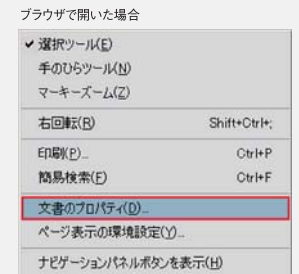 ブラウザで開いた場合
✔ 選択ツール(E)
手のひらツール(N)
マーキーズーム(Z)
右回転(R) Shift+Ctrl+;
印刷(P)... Ctrl+P
簡易検索(F) Ctrl+F
文書のプロパティ(D)...
ページ表示の環境設定(Y)...
ナビゲーションパネルボタンを表示(H)